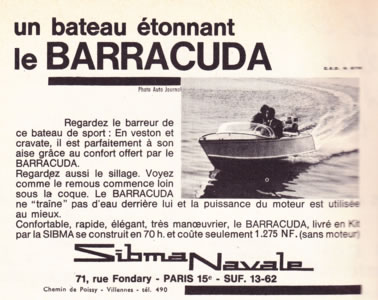 un bateau étonnant
le BARRACUDA
Photo Auto Journal
Regardez le barreur de
ce bateau de sport : En veston et
cravate, il est parfaitement à son
aise grâce au confort offert par le
BARRACUDA.
Regardez aussi le sillage. Voyez
comme le remous commence loin
sous la coque. Le BARRACUDA
ne "traîne" pas d'eau derrière lui et la puissance du moteur est utilisée
au mieux.
Confortable, rapide, élégant, très manœuvrier, le BARRACUDA, livré en Kit
par la SIBMA se construit en 70 h. et coûte seulement 1.275 NF. (sans moteur)
Sibma Navale
71, rue Fondary - PARIS 15e - SUF. 13-62
Chemin de Poissy - Villennes - tél. 490